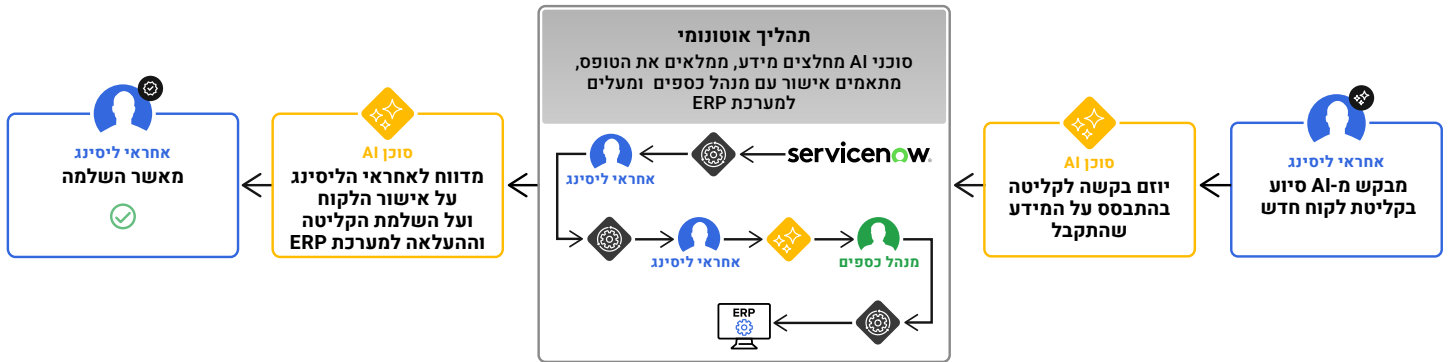 אחראי ליסינג
מבקש מ-AI סיוע
בקליטת לקוח חדש
סוכן AI
יוזם בקשה לקליטה
בהתבסס על המידע
שהתקבל
תהליך אוטונומי
סוכני AI מחלצים מידע, ממלאים את הטופס,
מתאמים אישור עם מנהל כספים ומעלים
למערכת ERP
servicenow.
אחראי ליסינג
אחראי ליסינג
מנהל כספים
ERP
סוכן AI
מדווח לאחראי הליסינג
על אישור הלקוח
ועל השלמת הקליטה
וההעלאה למערכת ERP
אחראי ליסינג
מאשר השלמה